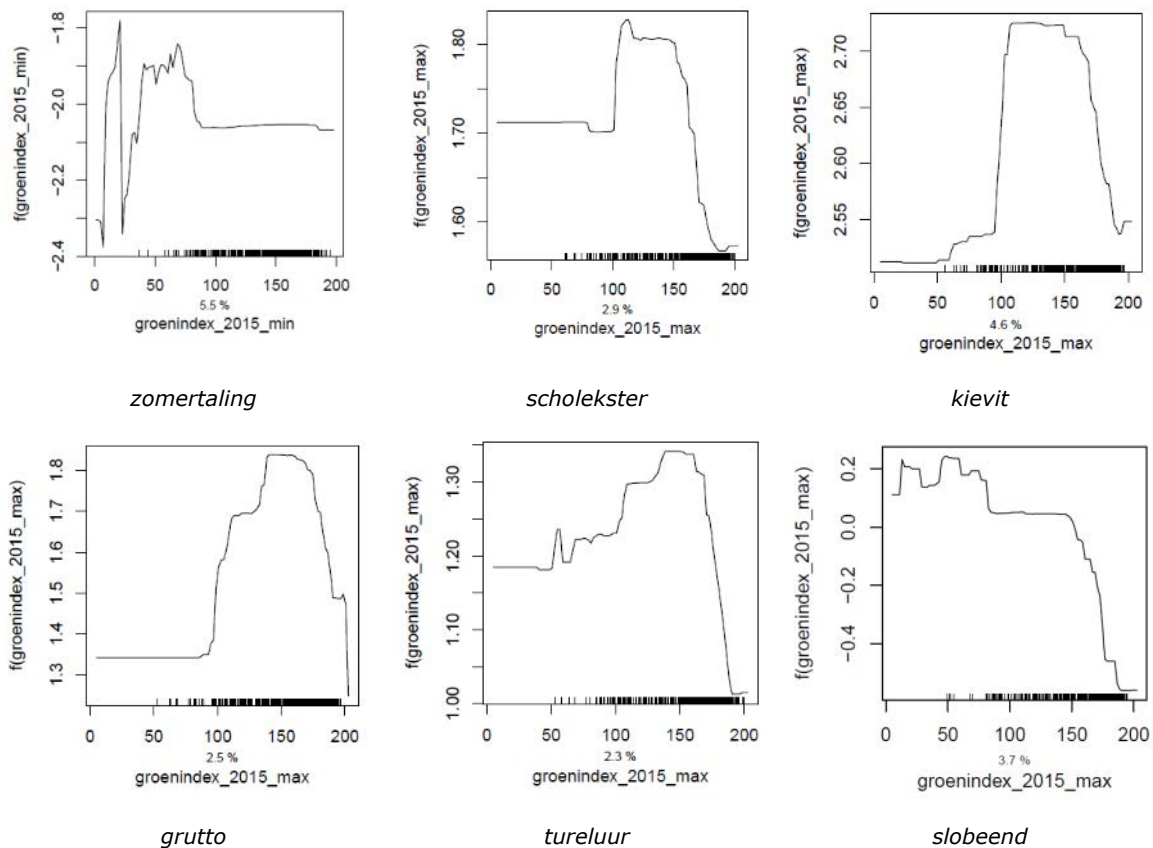 f(groenindex_2015_min)
−1.8
−2.0
−2.2
−2.4
0 50 100 150 200
5.5 %
groenindex_2015_min
zomertaling
f(groenindex_2015_max)
1.80
1.70
1.60
0 50 100 150 200
2.9 %
groenindex_2015_max
scholekster
f(groenindex_2015_max)
2.70
2.65
2.60
2.55
0 50 100 150 200
4.6 %
groenindex_2015_max
kievit
f(groenindex_2015_max)
1.8
1.7
1.6
1.5
1.4
1.3
0 50 100 150 200
2.5 %
groenindex_2015_max
grutto
f(groenindex_2015_max)
1.30
1.20
1.10
1.00
0 50 100 150 200
2.3 %
groenindex_2015_max
tureluur
f(groenindex_2015_max)
0.2
0.0
−0.2
−0.4
0 50 100 150 200
3.7 %
groenindex_2015_max
slobeend